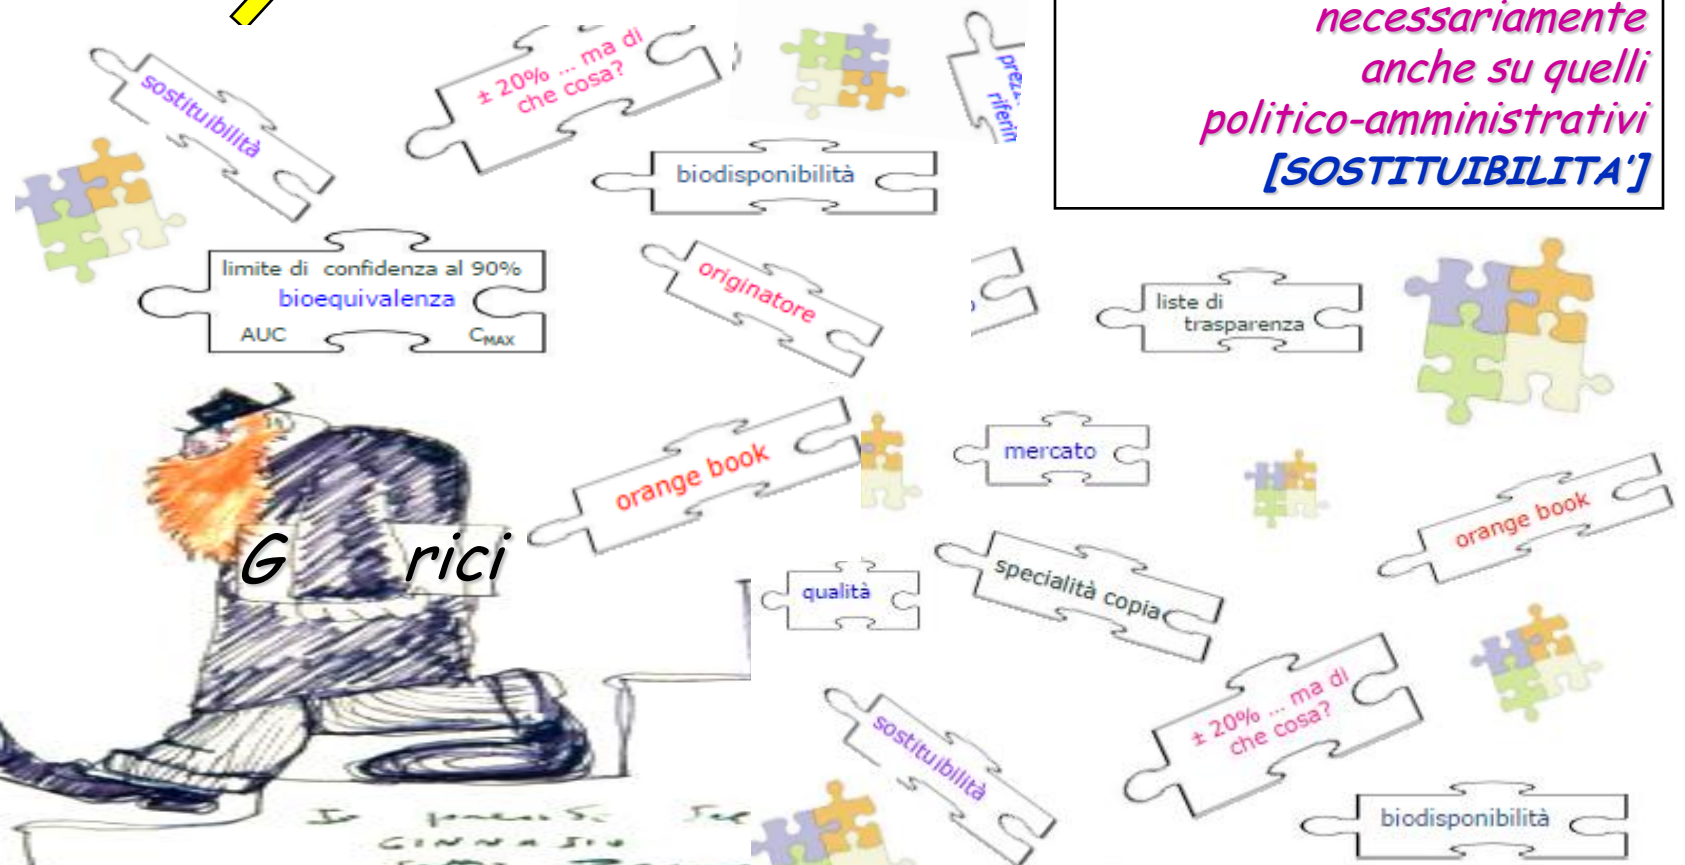 necessariamente
anche su quelli
politico-amministrativi
[SOSTITUIBILITA']
sostituibilità
± 20% ... ma di
che cosa?
biodisponibilità
limite di confidenza al 90%
bioequivalenza
AUC CMAX
originatore
liste di
trasparenza
orange book
mercato
orange book
G rici
qualità
specialità copia
sostituibilità
± 20% ... ma di
che cosa?
biodisponibilità
GINNASIO